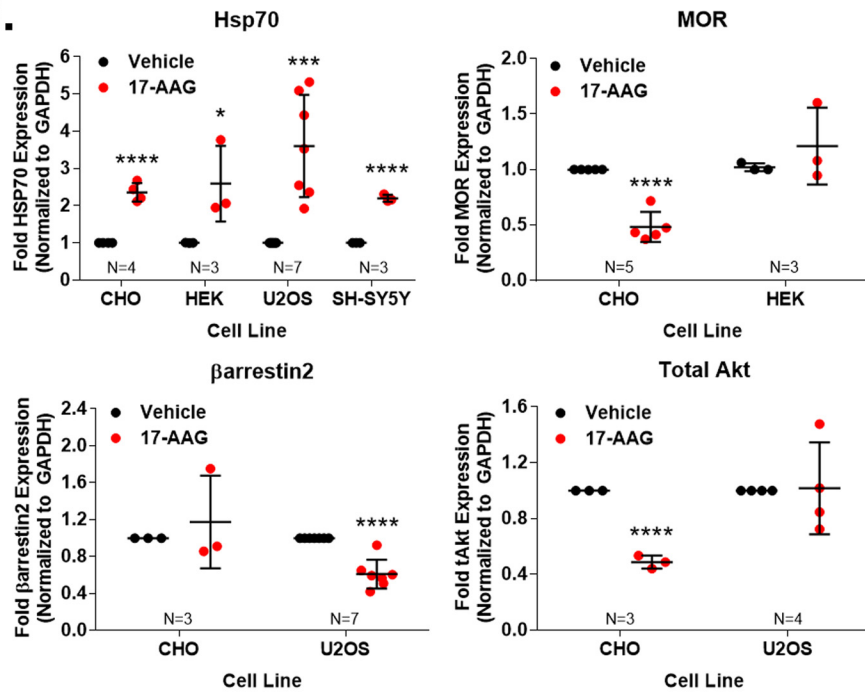 Hsp70
Fold HSP70 Expression
(Normalized to GAPDH)
6
5
4
3
2
1
0
Vehicle
17-AAG
****
*
***
****
N=4
N=3
N=7
N=3
CHO
HEK
U2OS
SH-SY5Y
Cell Line
MOR
Fold MOR Expression
(Normalized to GAPDH)
2.0
1.5
1.0
0.5
0.0
Vehicle
17-AAG
****
N=5
N=3
CHO
HEK
Cell Line
βarrestin2
Fold βarrestin2 Expression
(Normalized to GAPDH)
2.4
2.0
1.6
1.2
0.8
0.4
0.0
Vehicle
17-AAG
****
N=3
N=7
CHO
U2OS
Cell Line
Total Akt
Fold tAkt Expression
(Normalized to GAPDH)
1.6
1.2
0.8
0.4
0.0
Vehicle
17-AAG
****
N=3
N=4
CHO
U2OS
Cell Line